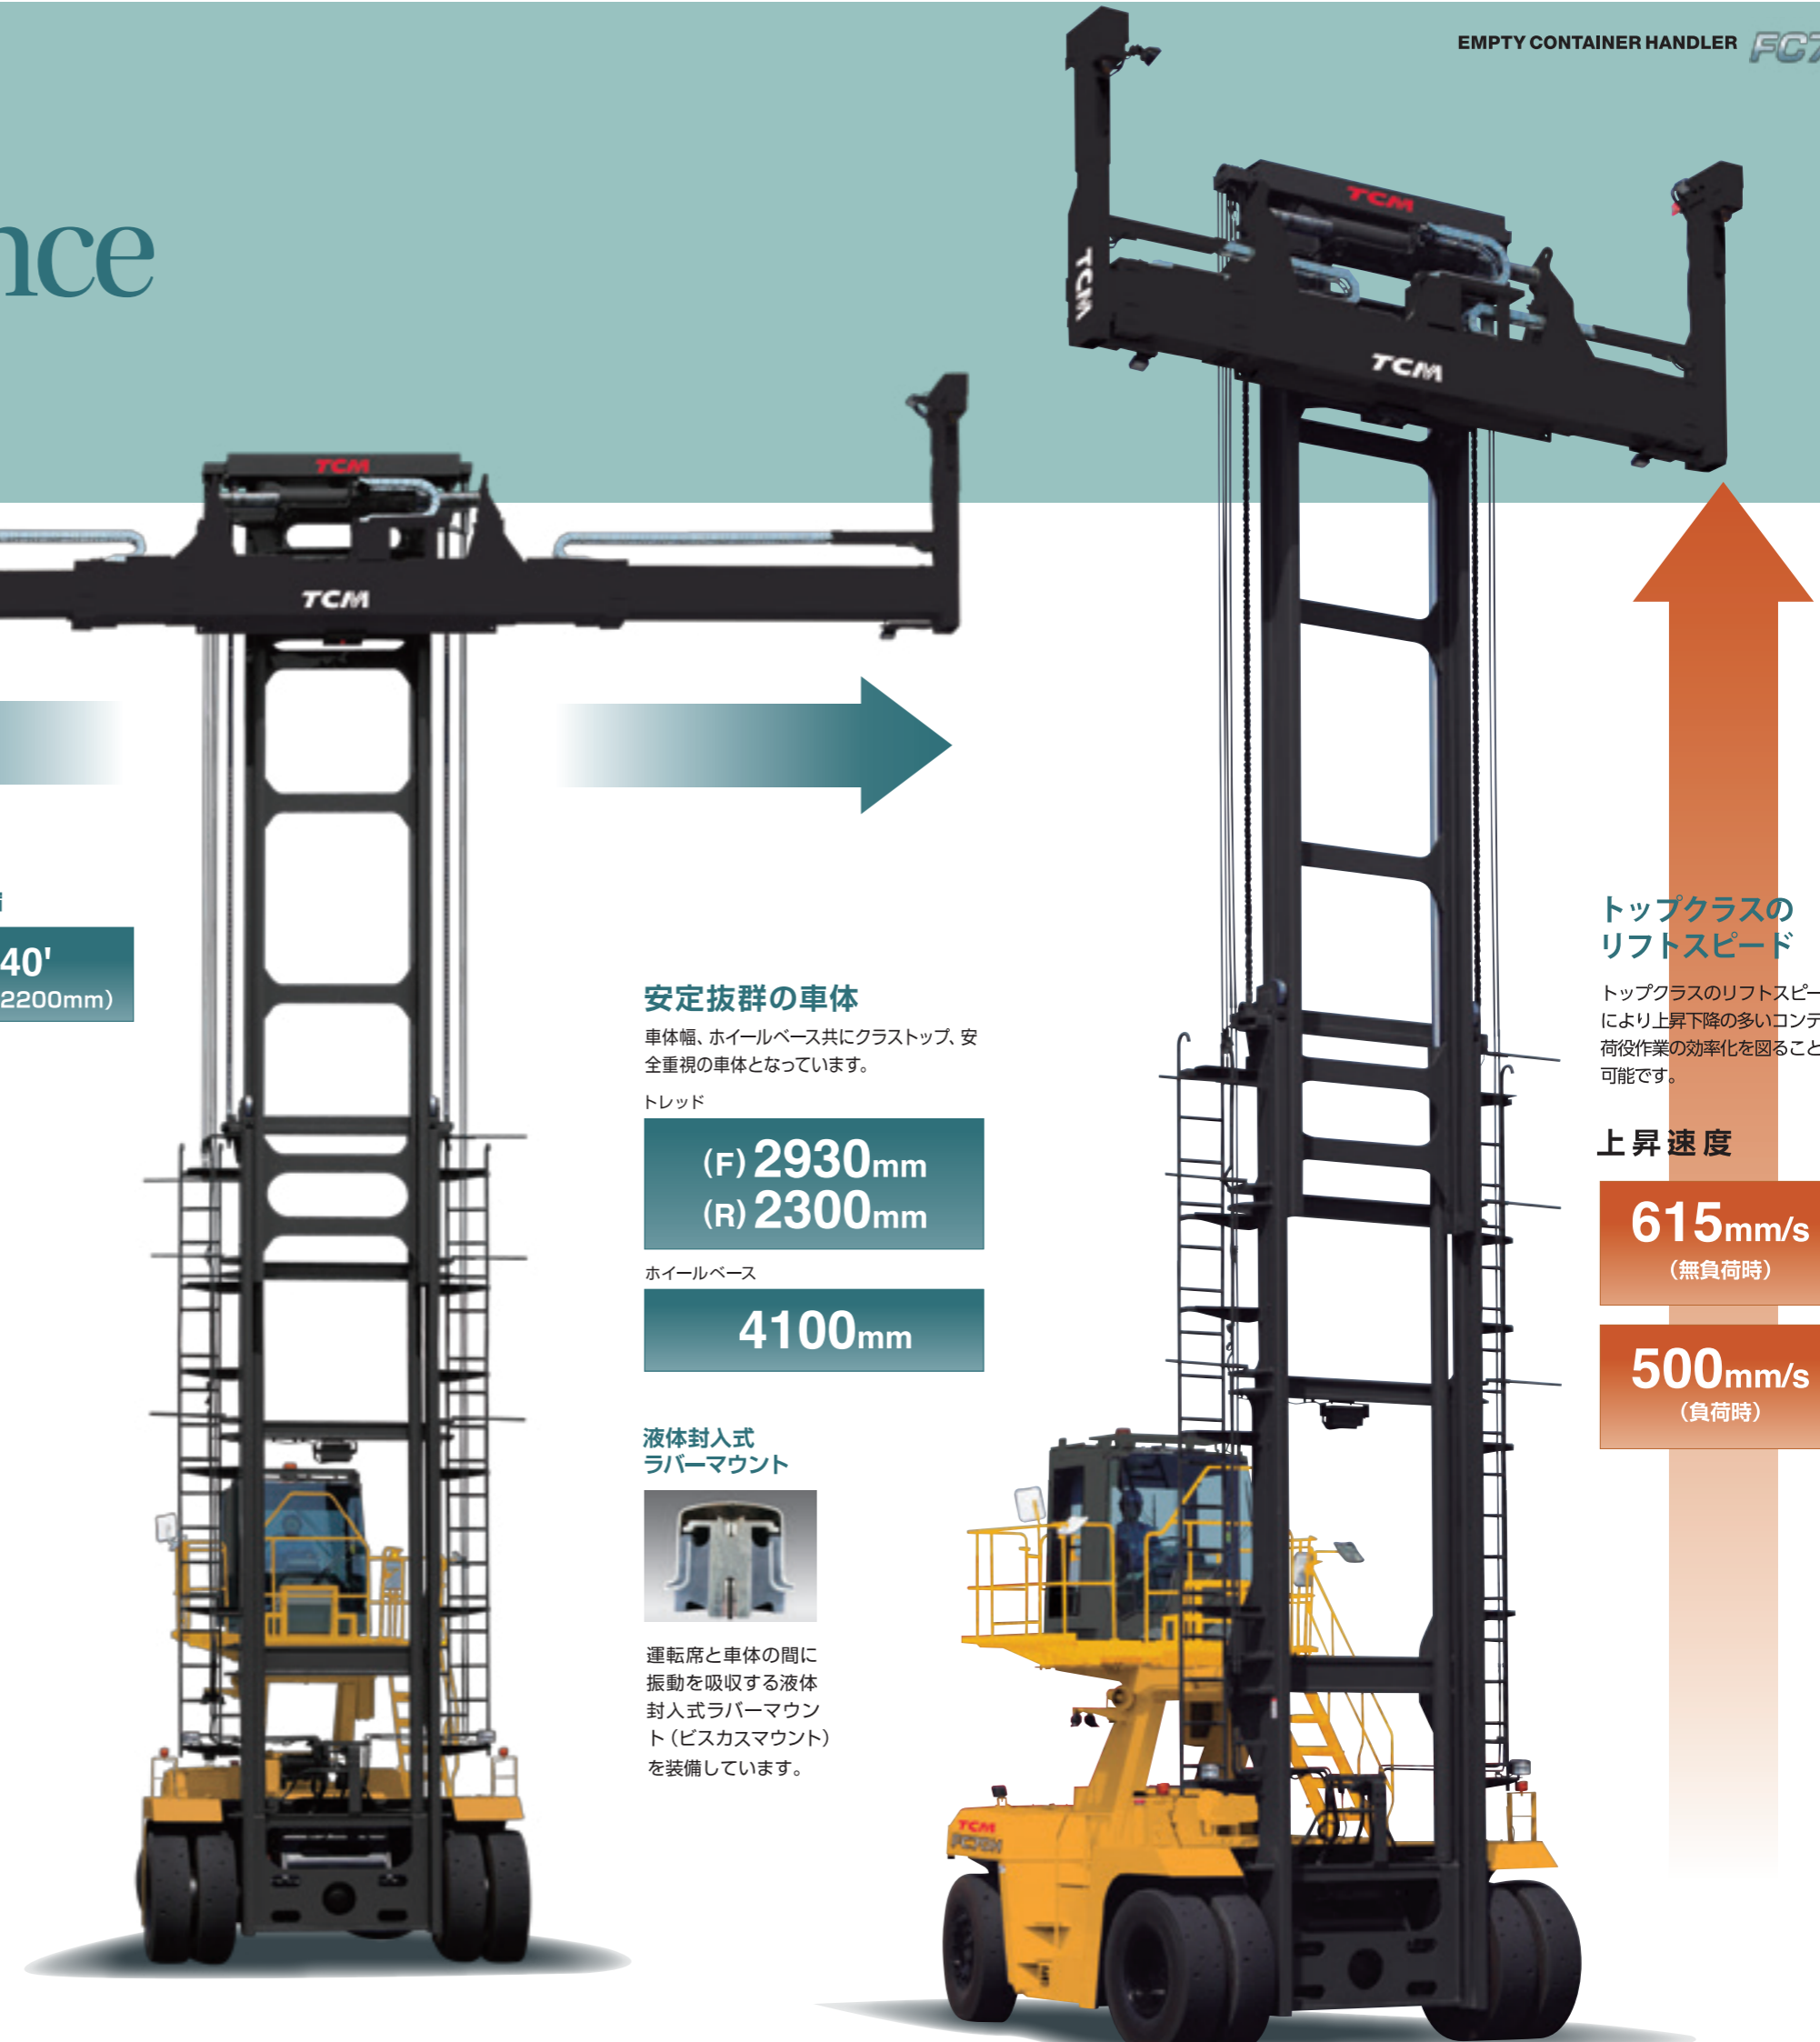 EMPTY CONTAINER HANDLER FC7
nce
TCM
TCM
TCM
TCM
TCM
40'
2200mm)
安定抜群の車体
車体幅、ホイールベース共にクラストップ、安
全重視の車体となっています。
トレッド
(F) 2930mm
(R) 2300mm
ホイールベース
4100mm
液体封入式
ラバーマウント
運転席と車体の間に
振動を吸収する液体
封入式ラバーマウン
ト(ビスカスマウント)
を装備しています。
トップクラスの
リフトスピード
トップクラスのリフトスピー
により上昇下降の多いコンテ
荷役作業の効率化を図ること
可能です。
上昇速度
615mm/s
(無負荷時)
500mm/s
(負荷時)
TCM